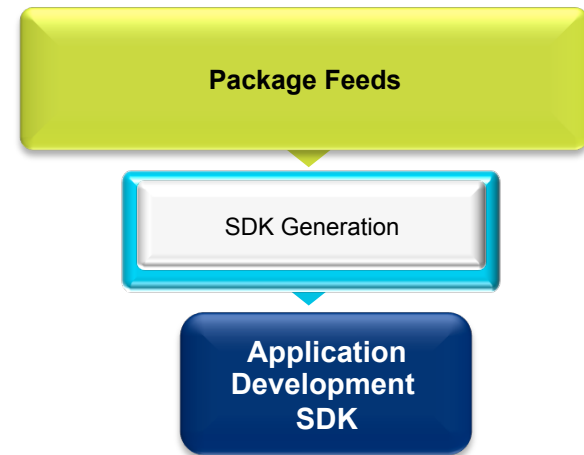 Package Feeds
SDK Generation
Application
Development
SDK